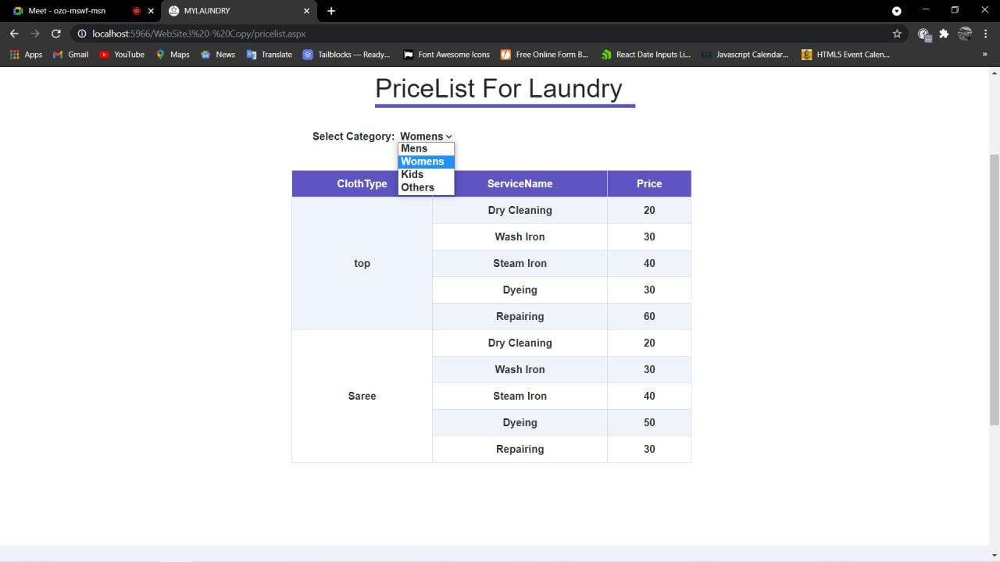 Meet - ozo-mswf-msn
MYLAUNDRY
localhost:5966/WebSite3%20-%20Copy/pricelist.aspx
Apps Gmail YouTube Maps News Translate Tailblocks — Ready... Font Awesome Icons Free Online Form B... React Date Inputs Li... Javascript Calendar... HTML5 Event Calen... »
PriceList For Laundry
Select Category: Womens
Mens
Womens
Kids
Others
ClothType ServiceName Price
top
Dry Cleaning 20
Wash Iron 30
Steam Iron 40
Dyeing 30
Repairing 60
Saree
Dry Cleaning 20
Wash Iron 30
Steam Iron 40
Dyeing 50
Repairing 30